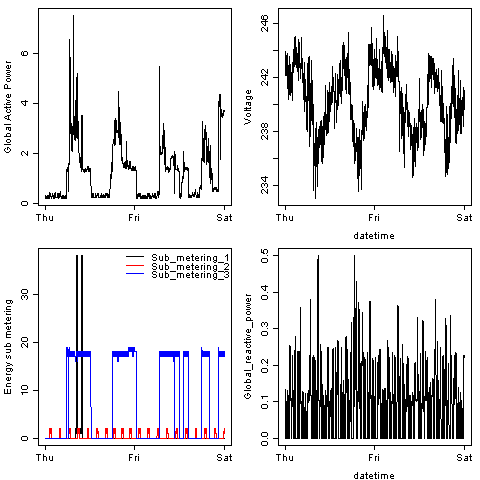 Global Active Power
6
4
2
0
Thu
Fri
Sat
Voltage
246
242
238
234
Thu
Fri
Sat
datetime
Energy sub metering
30
20
10
0
Sub_metering_1
Sub_metering_2
Sub_metering_3
Thu
Fri
Sat
Global_reactive_power
0.5
0.4
0.3
0.2
0.1
0.0
Thu
Fri
Sat
datetime